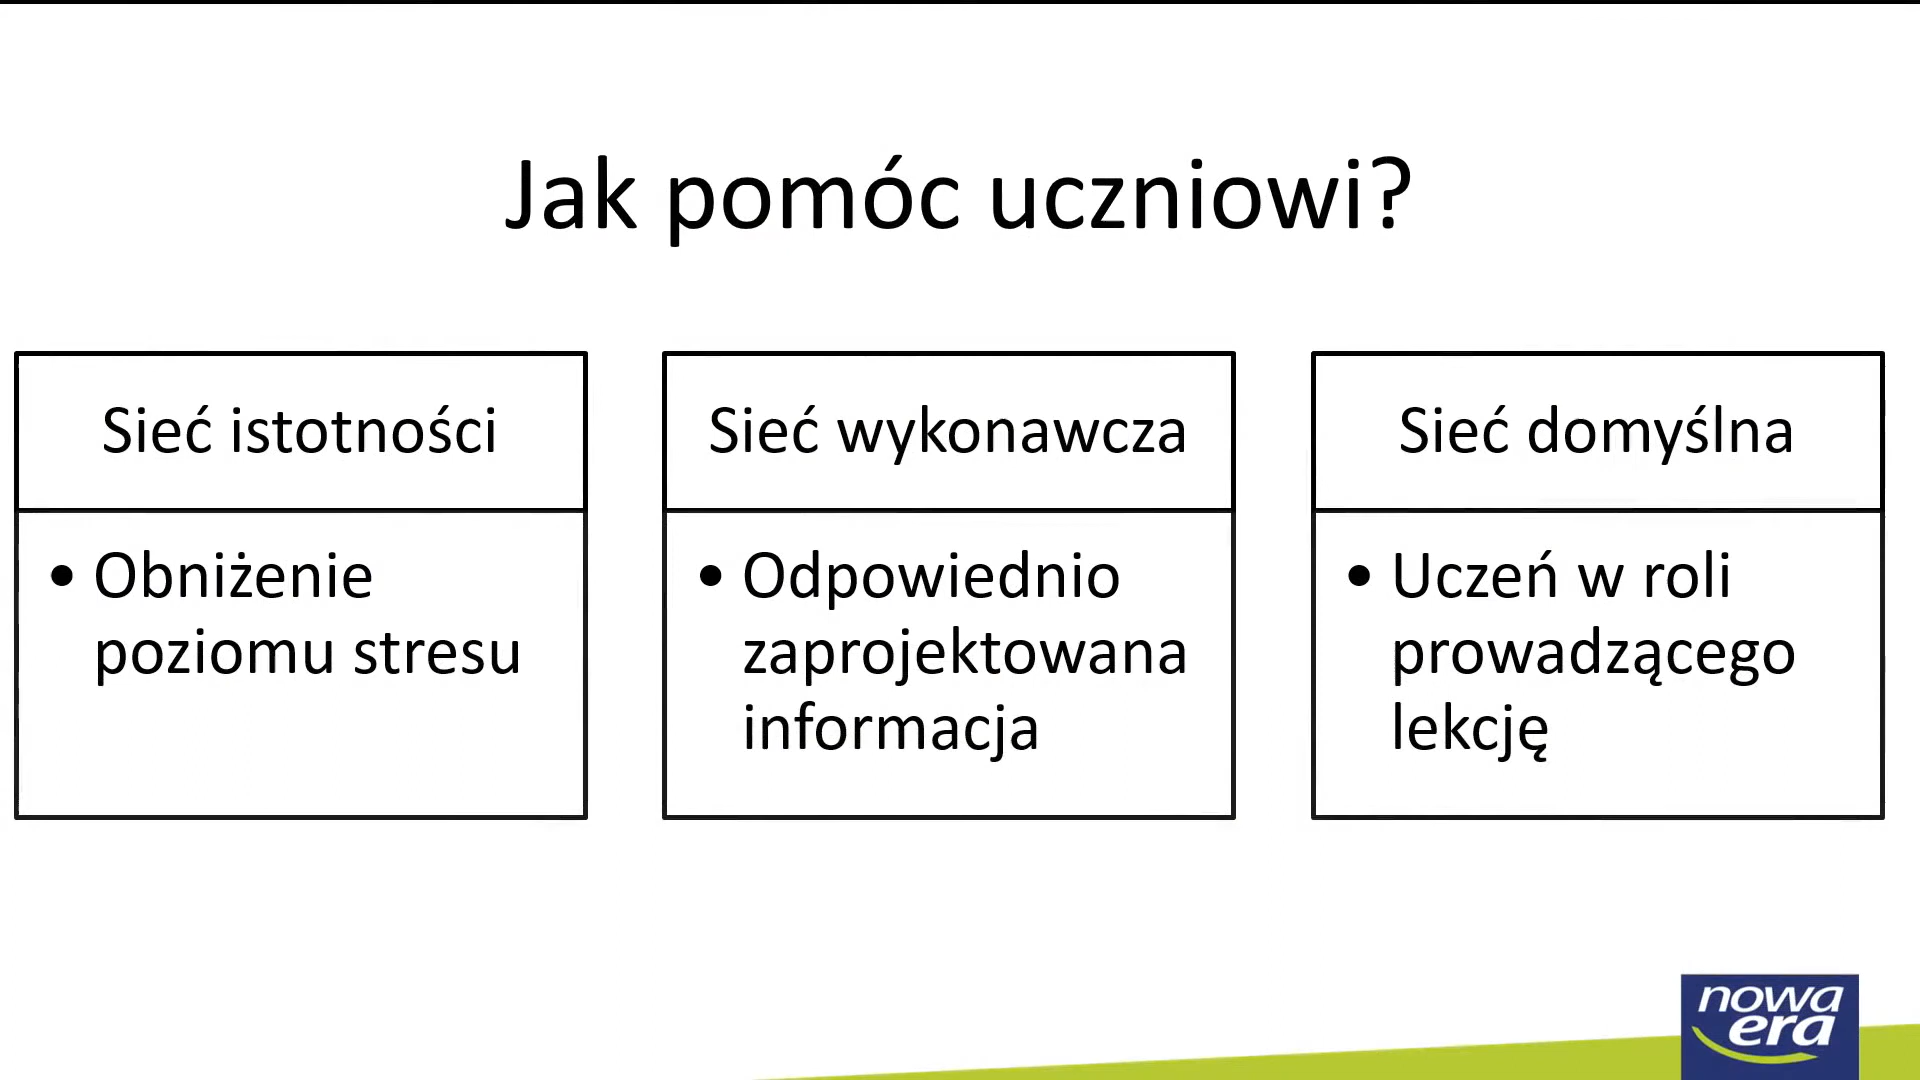 Jak pomóc uczniowi?
Sieć istotności
• Obniżenie
poziomu stresu
Sieć wykonawcza
• Odpowiednio
zaprojektowana
informacja
Sieć domyślna
• Uczeń w roli
prowadzącego
lekcję
nowa
era